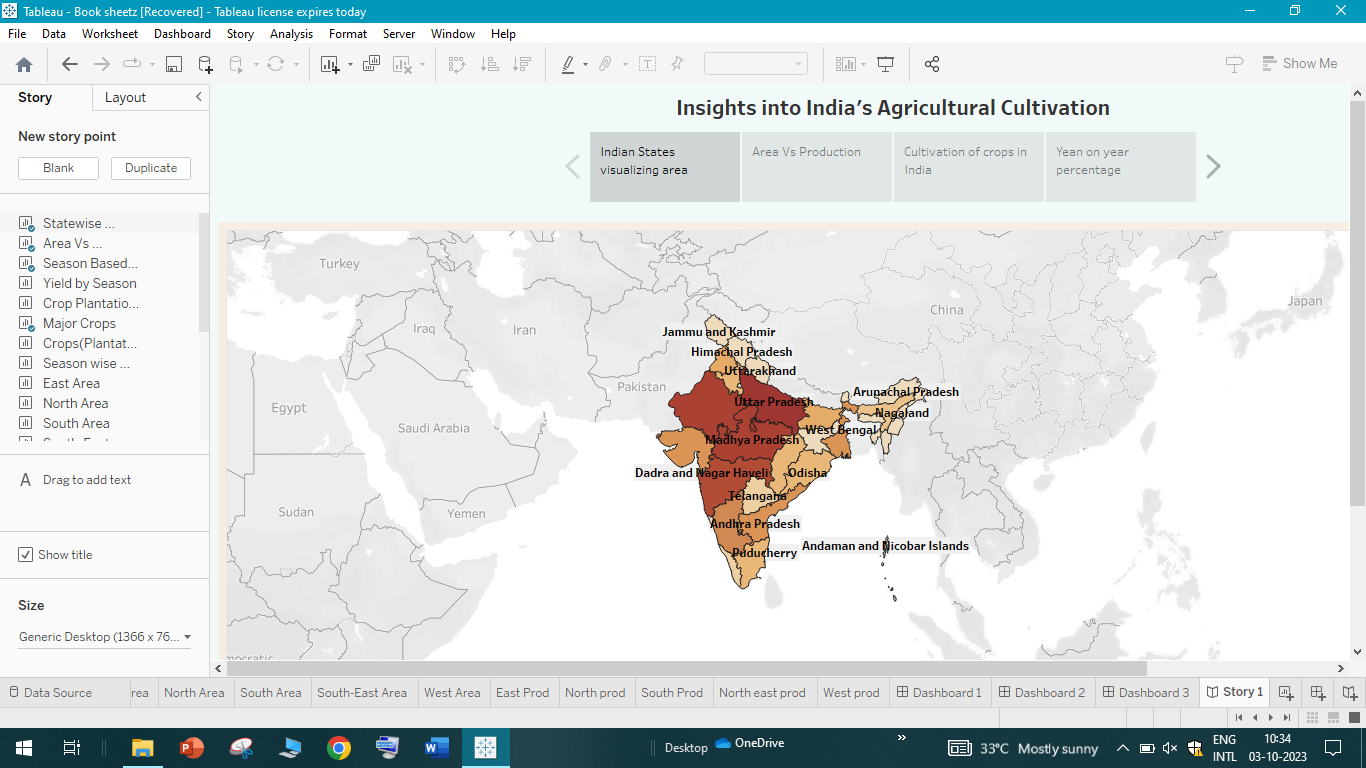 Tableau - Book sheetz [Recovered] - Tableau license expires today
File Data Worksheet Dashboard Story Analysis Format Server Window Help
Show Me
Story Layout
New story point
Blank Duplicate
Statewise ...
Area Vs ...
Season Based...
Yield by Season
Crop Plantatio...
Major Crops
Crops(Plantat...
Season wise ...
East Area
North Area
South Area
A Drag to add text
Show title
Size
Generic Desktop (1366 x 76...
Insights into India's Agricultural Cultivation
Indian States
visualizing area
Area Vs Production
Cultivation of crops in
India
Yean on year
percentage
Turkey
China
Japan
Iraq
Iran
Jammu and Kashmir
Himachal Pradesh
Uttarakhand
Pakistan
Arunachal Pradesh
Uttar Pradesh
Egypt
Nagaland
Saudi Arabia
West Bengal
Madhya Pradesh
Dadra and Nagar Haveli
Odisha
Telangana
Sudan
Yemen
Andhra Pradesh
Andaman and Nicobar Islands
Puducherry
mocratic
Data Source rea North Area South Area South-East Area West Area East Prod North prod South Prod North east prod West prod Dashboard 1 Dashboard 2 Dashboard 3 Story 1
Desktop OneDrive » 33°C Mostly sunny
ENG
INTL
10:34
03-10-2023